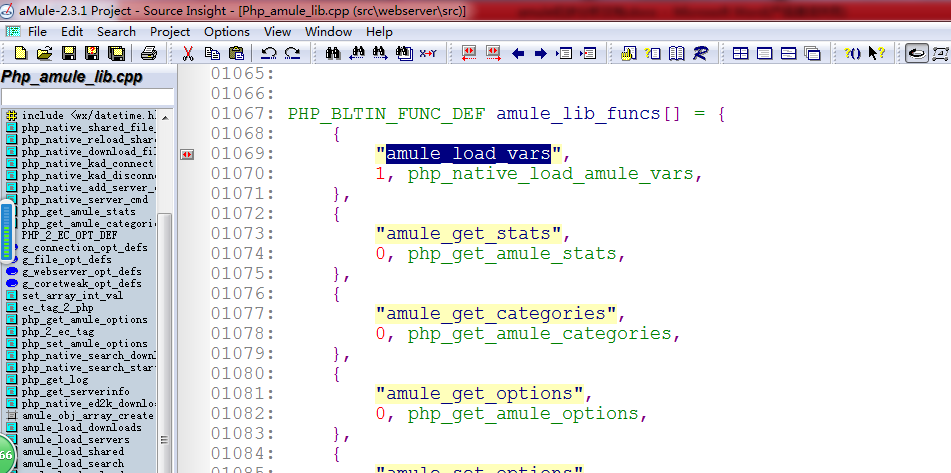 aMule-2.3.1 Project - Source Insight - [Php_amule_lib.cpp (src\webserver\src)]
File Edit Search Project Options View Window Help
Php_amule_lib.cpp
include <wx/datetime.h
php_native_shared_file_
php_native_reload_shar
php_native_download_fi
php_native_kad_connect
php_native_kad_disconn
php_native_add_server_
php_native_server_cmd
php_get_amule_stats
php_get_amule_categori
PHP_2_EC_OPT_DEF
g_connection_opt_defs
g_file_opt_defs
g_webserver_opt_defs
g_coretweak_opt_defs
set_array_int_val
ec_tag_2_php
php_get_amule_options
php_2_ec_tag
php_set_amule_options
php_native_search_down
php_native_search_star
php_get_log
php_get_serverinfo
php_native_ed2k_downlo
amule_obj_array_create
amule_load_downloads
amule_load_servers
amule_load_shared
amule_load_search
66
01065:
01066:
01067: PHP_BLTIN_FUNC_DEF amule_lib_funcs[] = {
01068: {
01069: "amule_load_vars",
01070: 1, php_native_load_amule_vars,
01071: },
01072: {
01073: "amule_get_stats",
01074: 0, php_get_amule_stats,
01075: },
01076: {
01077: "amule_get_categories",
01078: 0, php_get_amule_categories,
01079: },
01080: {
01081: "amule_get_options",
01082: 0, php_get_amule_options,
01083: },
01084: {
01085: "amule_set_options"